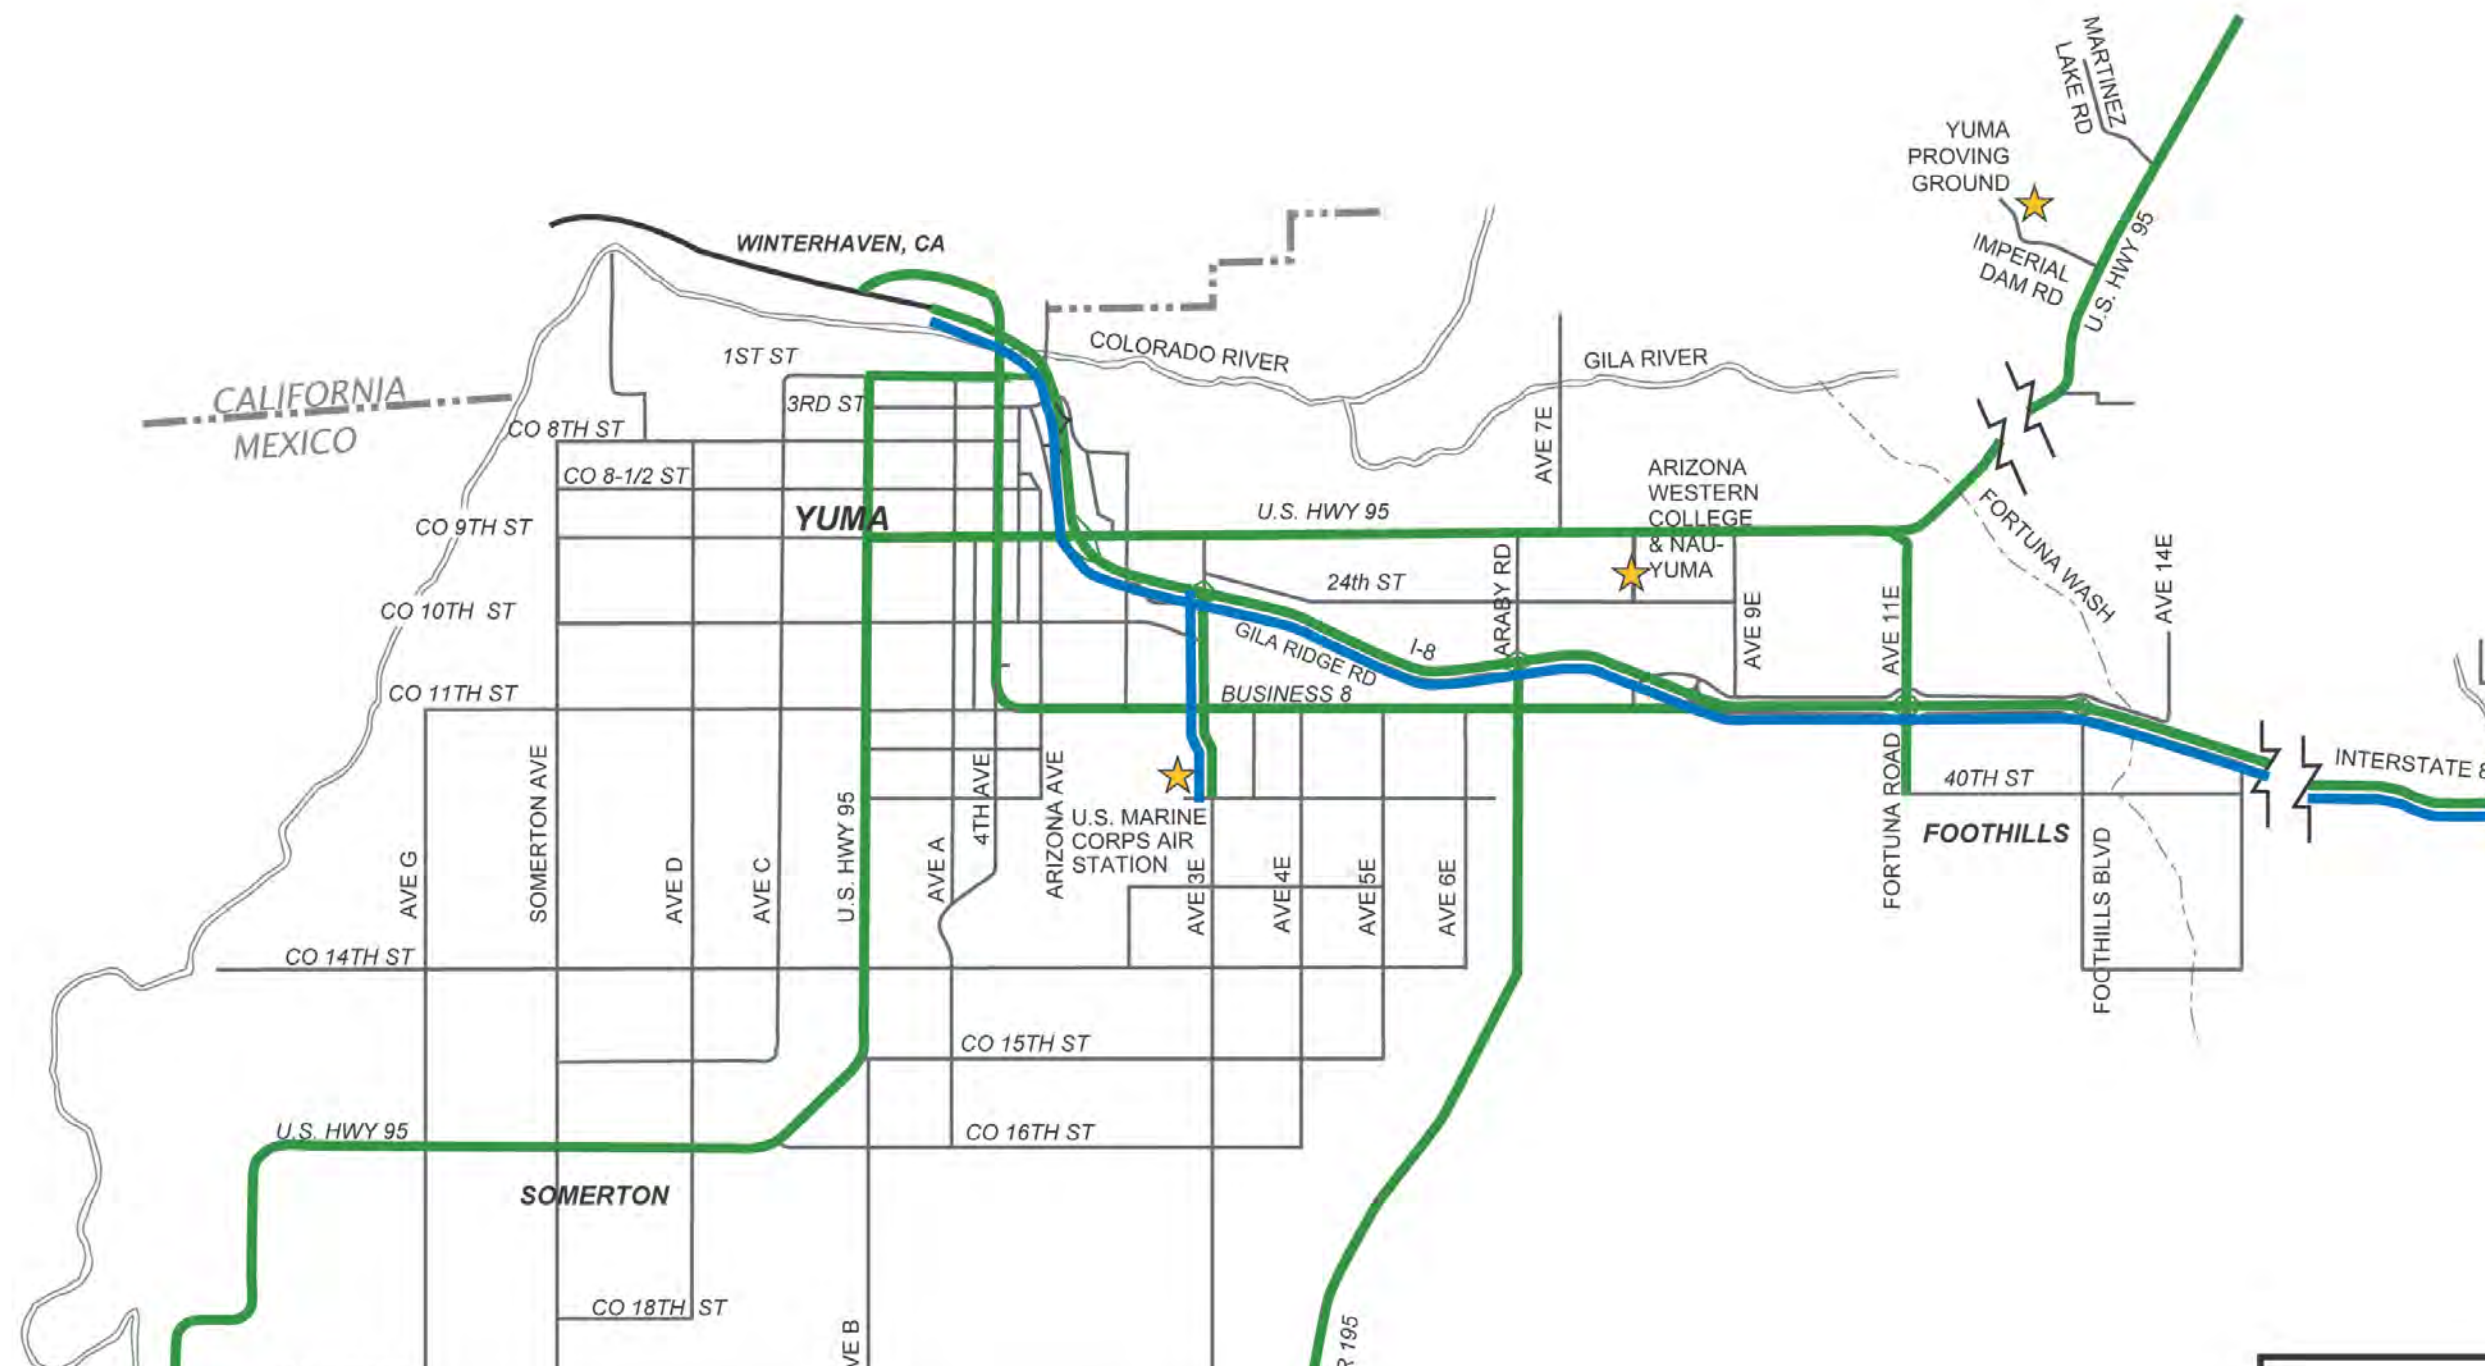 MARTINEZ
LAKE RD
YUMA
PROVING
GROUND
IMPERIAL
DAM RD
U.S. HWY 95
WINTERHAVEN, CA
COLORADO RIVER
GILA RIVER
CALIFORNIA
MEXICO
1ST ST
3RD ST
CO 8TH ST
CO 8-1/2 ST
YUMA
CO 9TH ST
U.S. HWY 95
AVE 7E
ARIZONA
WESTERN
COLLEGE
& NAU-
YUMA
FORTUNA WASH
AVE 14E
24th ST
ARABY RD
AVE 9E
AVE 11E
CO 10TH ST
GILA RIDGE RD
I-8
CO 11TH ST
BUSINESS 8
INTERSTATE 8
SOMERTON AVE
4TH AVE
ARIZONA AVE
U.S. MARINE
CORPS AIR
STATION
FORTUNA ROAD
40TH ST
FOOTHILLS
FOOTHILLS BLVD
AVE G
AVE D
AVE C
U.S. HWY 95
AVE A
AVE 3E
AVE 4E
AVE 5E
AVE 6E
CO 14TH ST
CO 15TH ST
U.S. HWY 95
CO 16TH ST
SOMERTON
CO 18TH ST
VE B
R 195